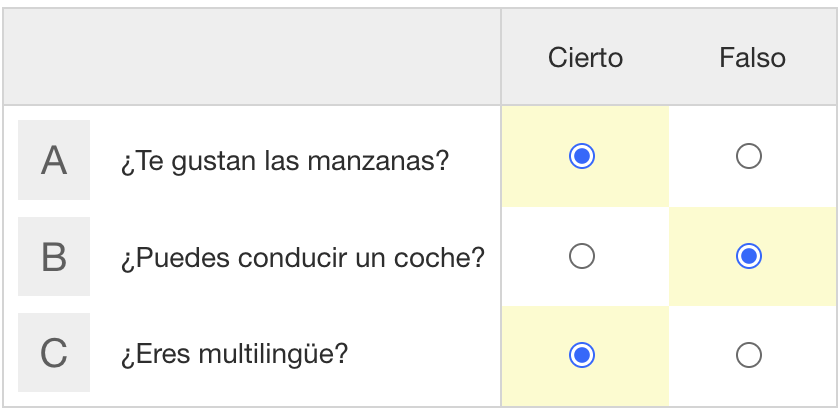 Cierto Falso
A ¿Te gustan las manzanas?
B ¿Puedes conducir un coche?
C ¿Eres multilingüe?